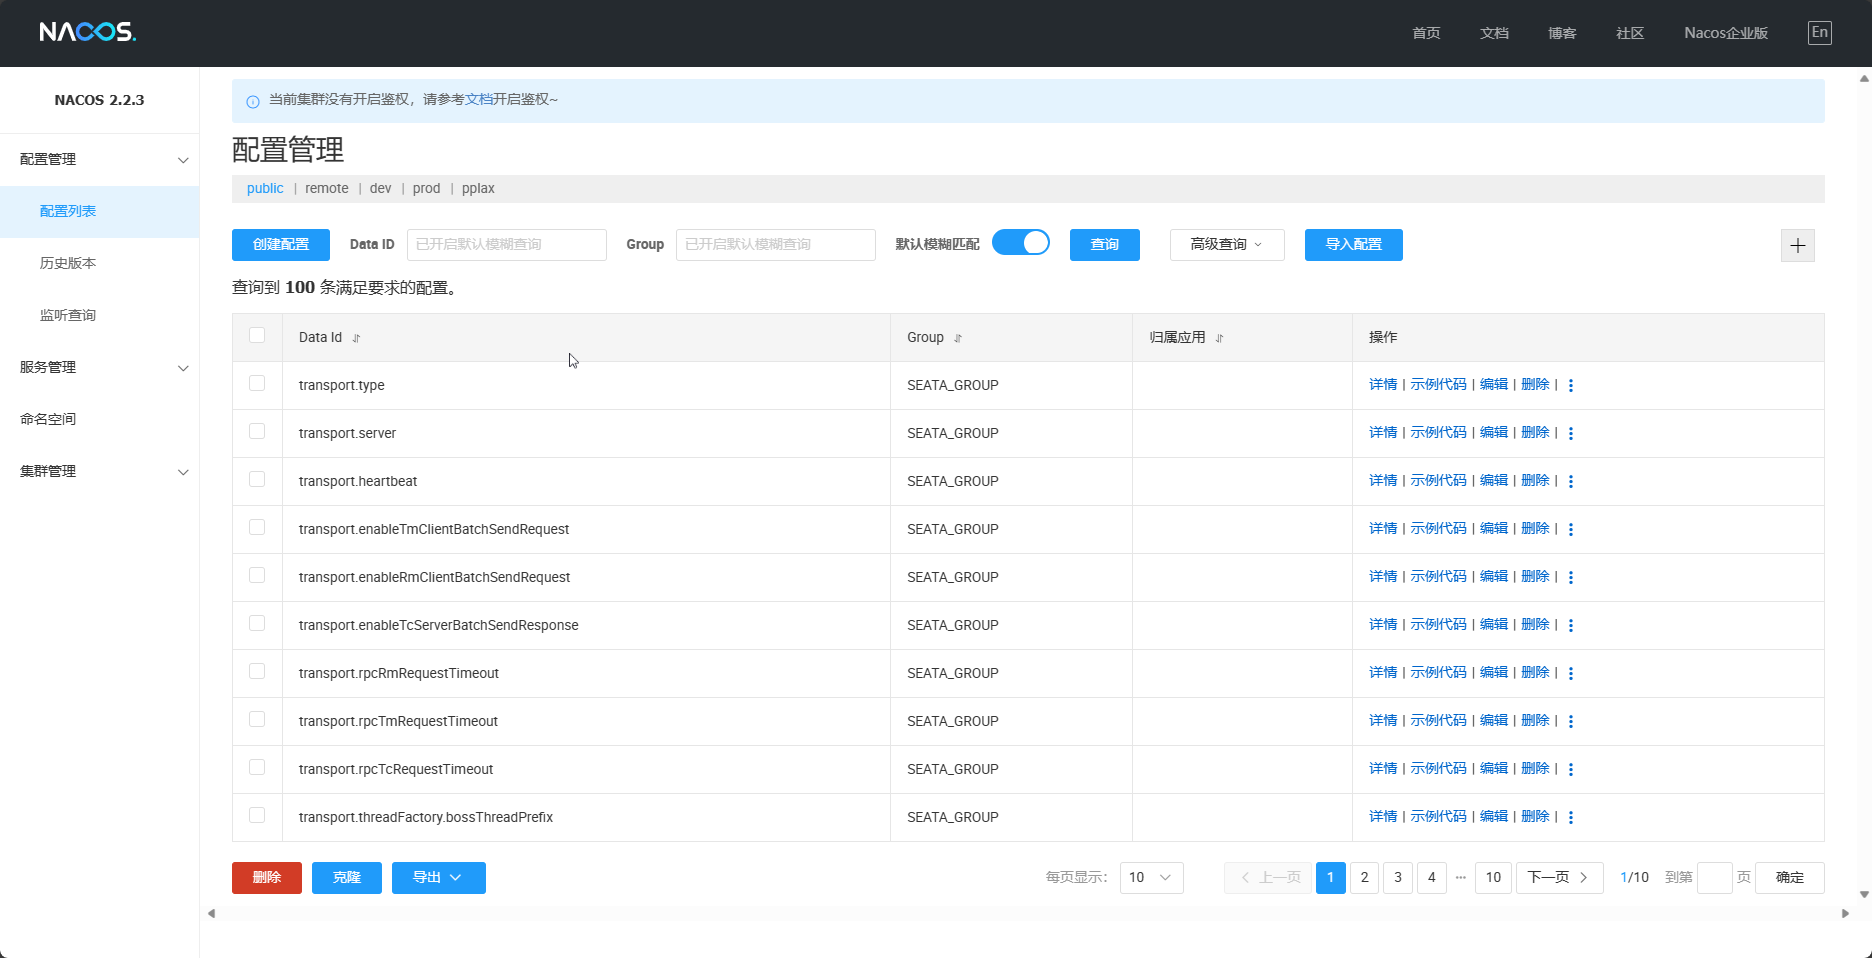 NACOS.
首页 文档 博客 社区 Nacos企业版 En
NACOS 2.2.3
配置管理
配置列表
历史版本
监听查询
服务管理
命名空间
集群管理
当前集群没有开启鉴权，请参考文档开启鉴权~
配置管理
public | remote | dev | prod | pplax
创建配置 Data ID 已开启默认模糊查询 Group 已开启默认模糊查询 默认模糊匹配 查询 高级查询 导入配置
查询到 100 条满足要求的配置。
Data Id Group 归属应用 操作
transport.type SEATA_GROUP 详情 | 示例代码 | 编辑 | 删除 |
transport.server SEATA_GROUP 详情 | 示例代码 | 编辑 | 删除 |
transport.heartbeat SEATA_GROUP 详情 | 示例代码 | 编辑 | 删除 |
transport.enableTmClientBatchSendRequest SEATA_GROUP 详情 | 示例代码 | 编辑 | 删除 |
transport.enableRmClientBatchSendRequest SEATA_GROUP 详情 | 示例代码 | 编辑 | 删除 |
transport.enableTcServerBatchSendResponse SEATA_GROUP 详情 | 示例代码 | 编辑 | 删除 |
transport.rpcRmRequestTimeout SEATA_GROUP 详情 | 示例代码 | 编辑 | 删除 |
transport.rpcTmRequestTimeout SEATA_GROUP 详情 | 示例代码 | 编辑 | 删除 |
transport.rpcTcRequestTimeout SEATA_GROUP 详情 | 示例代码 | 编辑 | 删除 |
transport.threadFactory.bossThreadPrefix SEATA_GROUP 详情 | 示例代码 | 编辑 | 删除 |
删除 克隆 导出 每页显示： 10 上一页 1 2 3 4 ··· 10 下一页 1/10 到第 页 确定